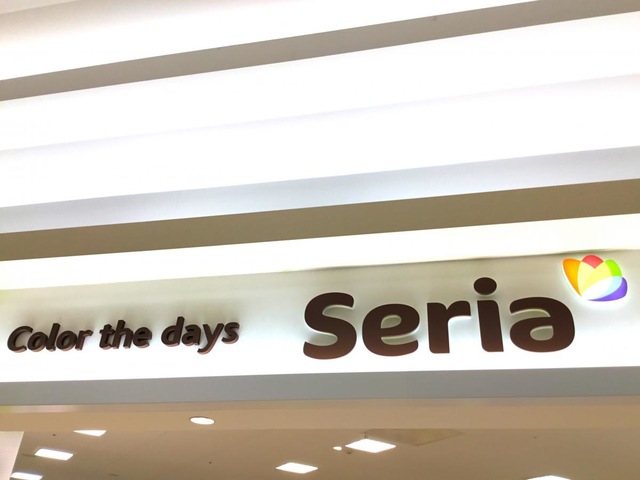 Color the days Seria